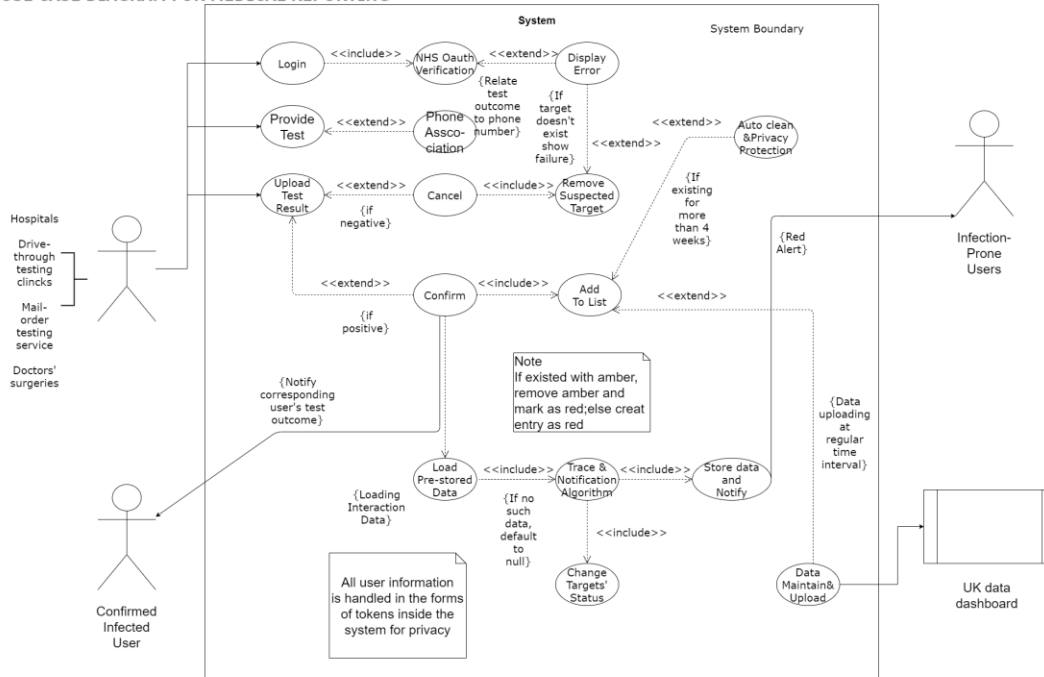 USE CASE DIAGRAM FOR MEDICAL REPORTING
System
System Boundary
Login
<<include>>
NHS Oauth
Verification
<<extend>>
Display
Error
{Relate
test
outcome
to phone
number}
{If
target
doesn't
exist
show
failure}
Provide
Test
<<extend>>
Phone
Asscco-
ciation
<<extend>>
<<extend>>
Auto clean
&Privacy
Protection
Upload
Test
Result
<<extend>>
{if
negative}
Cancel
<<include>>
Remove
Suspected
Target
{If
existing
for
more
than 4
weeks}
{Red
Alert}
Infection-
Prone
Users
Hospitals
Drive-
through
testing
clincks
Mail-
order
testing
service
Doctors'
surgeries
<<extend>>
{if
positive}
Confirm
<<include>>
Add
To List
<<extend>>
{Notify
corresponding
user's test
outcome}
Note
If existed with amber,
remove amber and
mark as red;else creat
entry as red
{Data
uploading
at
regular
time
interval}
Load
Pre-stored
Data
<<include>>
Trace &
Notification
Algorithm
<<include>>
Store data
and
Notify
{Loading
Interaction
Data}
{If no
such
data,
default
to
null}
<<include>>
Change
Targets'
Status
Data
Maintain&
Upload
UK data
dashboard
All user information
is handled in the forms
of tokens inside the
system for privacy
Confirmed
Infected
User